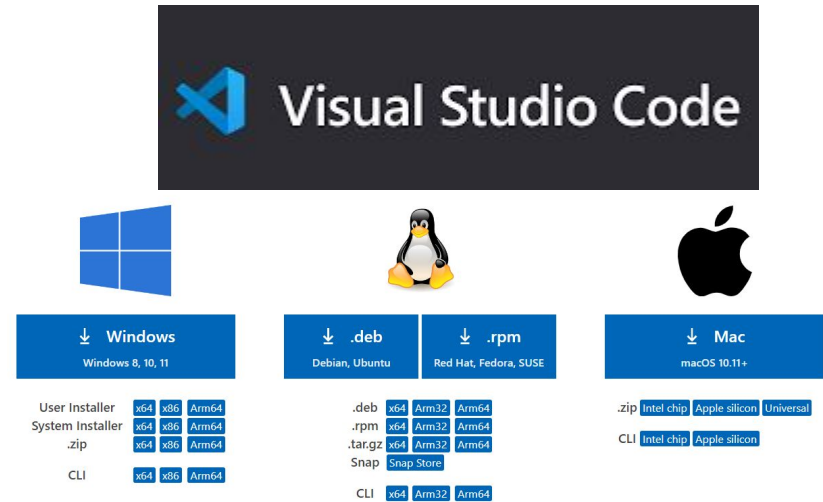 Visual Studio Code
Windows
Windows 8, 10, 11
User Installer x64 x86 Arm64
System Installer x64 x86 Arm64
.zip x64 x86 Arm64
CLI x64 x86 Arm64
.deb .rpm
Debian, Ubuntu Red Hat, Fedora, SUSE
.deb x64 Arm32 Arm64
.rpm x64 Arm32 Arm64
.tar.gz x64 Arm32 Arm64
Snap Snap Store
CLI x64 Arm32 Arm64
Mac
macOS 10.11+
.zip Intel chip Apple silicon Universal
CLI Intel chip Apple silicon